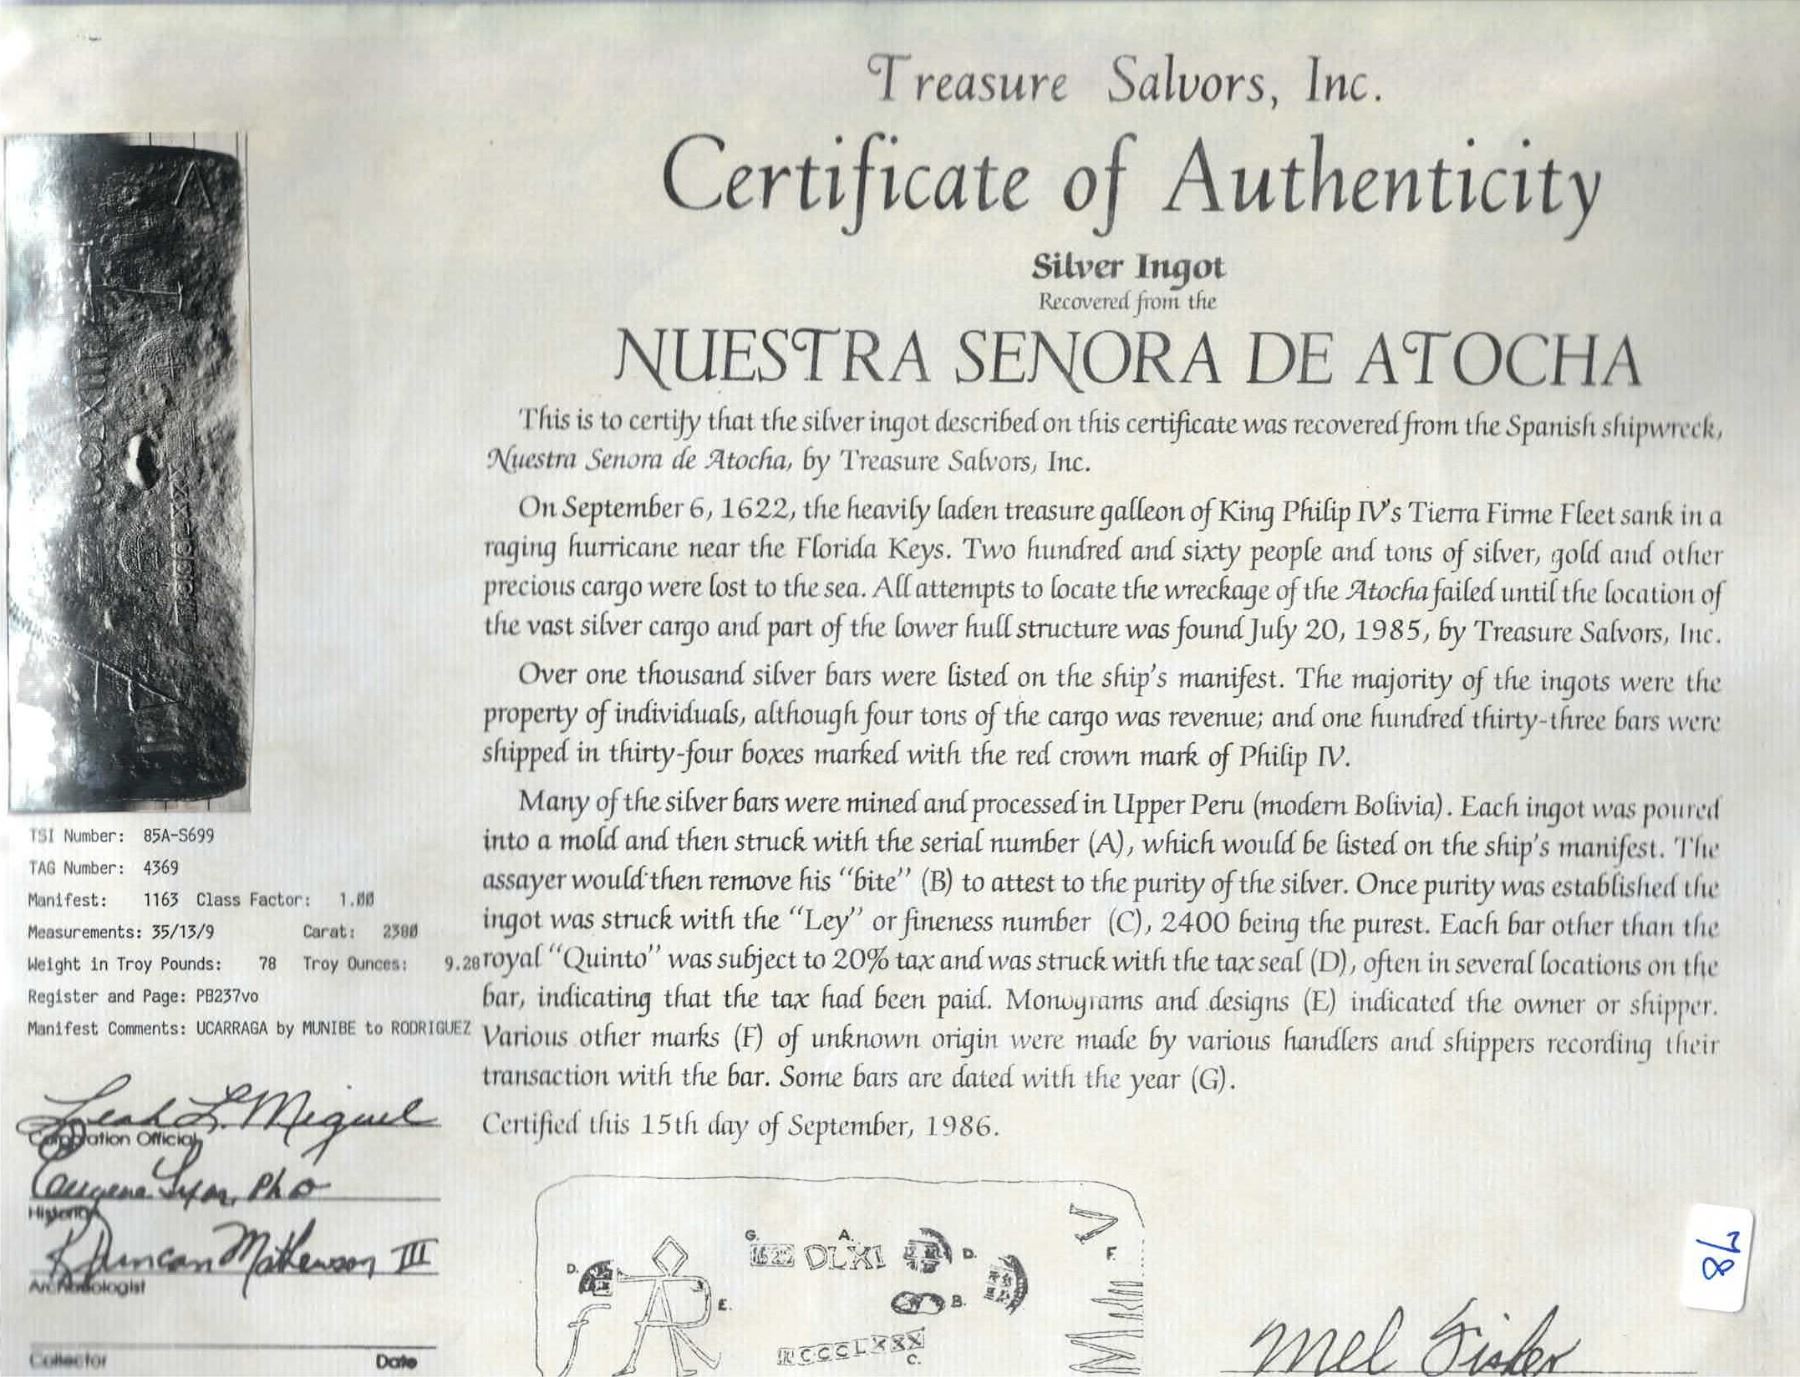 Treasure Salvors, Inc.
Certificate of Authenticity
Silver Ingot
Recovered from the
NUESTRA SENORA DE ATOCHA
This is to certify that the silver ingot described on this certificate was recovered from the Spanish shipwreck,
Nuestra Senora de Atocha, by Treasure Salvors, Inc.
On September 6, 1622, the heavily laden treasure galleon of King Philip IV's Tierra Firme Fleet sank in a
raging hurricane near the Florida Keys. Two hundred and sixty people and tons of silver, gold and other
precious cargo were lost to the sea. All attempts to locate the wreckage of the Atocha failed until the location of
the vast silver cargo and part of the lower hull structure was found July 20, 1985, by Treasure Salvors, Inc.
Over one thousand silver bars were listed on the ship's manifest. The majority of the ingots were the
property of individuals, although four tons of the cargo was revenue; and one hundred thirty-three bars were
shipped in thirty-four boxes marked with the red crown mark of Philip IV.
Many of the silver bars were mined and processed in Upper Peru (modern Bolivia). Each ingot was poured
into a mold and then struck with the serial number (A), which would be listed on the ship's manifest. The
assayer would then remove his "bite" (B) to attest to the purity of the silver. Once purity was established the
ingot was struck with the "Ley" or fineness number (C), 2400 being the purest. Each bar other than the
royal "Quinto" was subject to 20% tax and was struck with the tax seal (D), often in several locations on the
bar, indicating that the tax had been paid. Monograms and designs (E) indicated the owner or shipper.
Various other marks (F) of unknown origin were made by various handlers and shippers recording their
transaction with the bar. Some bars are dated with the year (G).
Certified this 15th day of September, 1986.
TSI Number: 85A-S699
TAG Number: 4369
Manifest: 1163 Class Factor: 1.00
Measurements: 35/13/9 Carat: 2380
Weight in Troy Pounds: 78 Troy Ounces: 9.28
Register and Page: PB237vo
Manifest Comments: UCARRAGA by MUNIBE to RODRIGUEZ
Leah L. Miguel
Corporation Official
Eugene Lyon, PhD
Historian
R Duncan Mathewson III
Archaeologist
Collector Date
G. A.
1622 DLXI D.
D. D. F.
E. B.
RCCCLXXX
C.
Mel Fisher
78